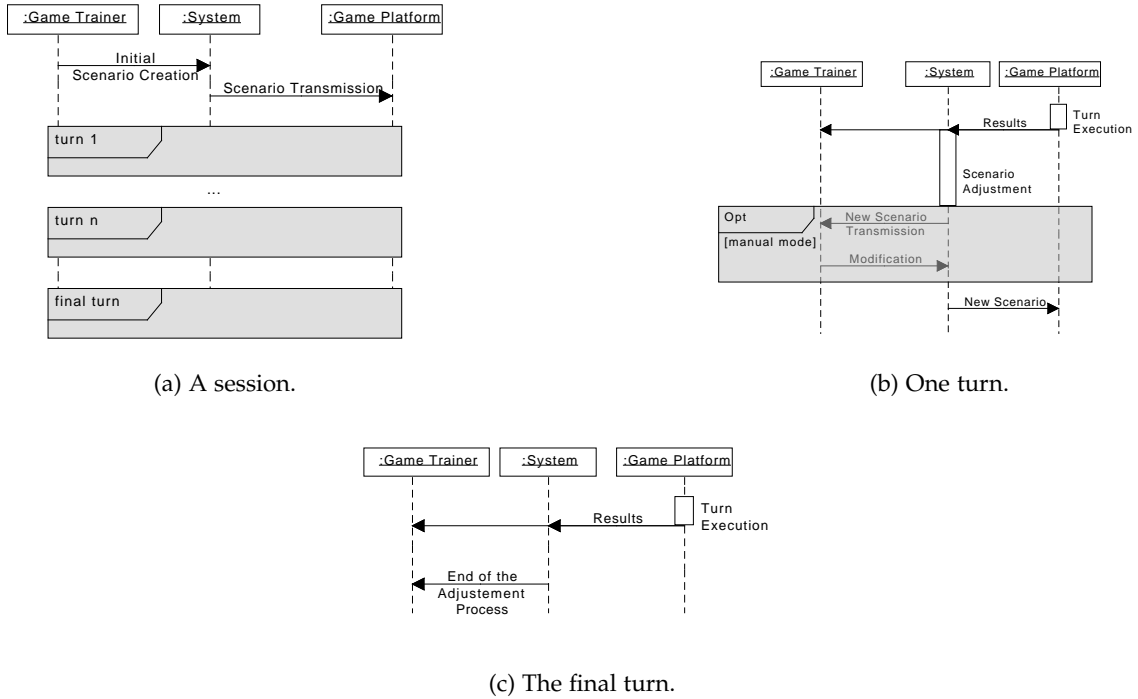 :Game Trainer :System :Game Platform
Initial
Scenario Creation
Scenario Transmission
turn 1
...
turn n
final turn
(a) A session.
:Game Trainer :System :Game Platform
Turn
Execution
Results
Scenario
Adjustment
Opt
[manual mode]
New Scenario
Transmission
Modification
New Scenario
(b) One turn.
:Game Trainer :System :Game Platform
Turn
Execution
Results
End of the
Adjustement
Process
(c) The final turn.